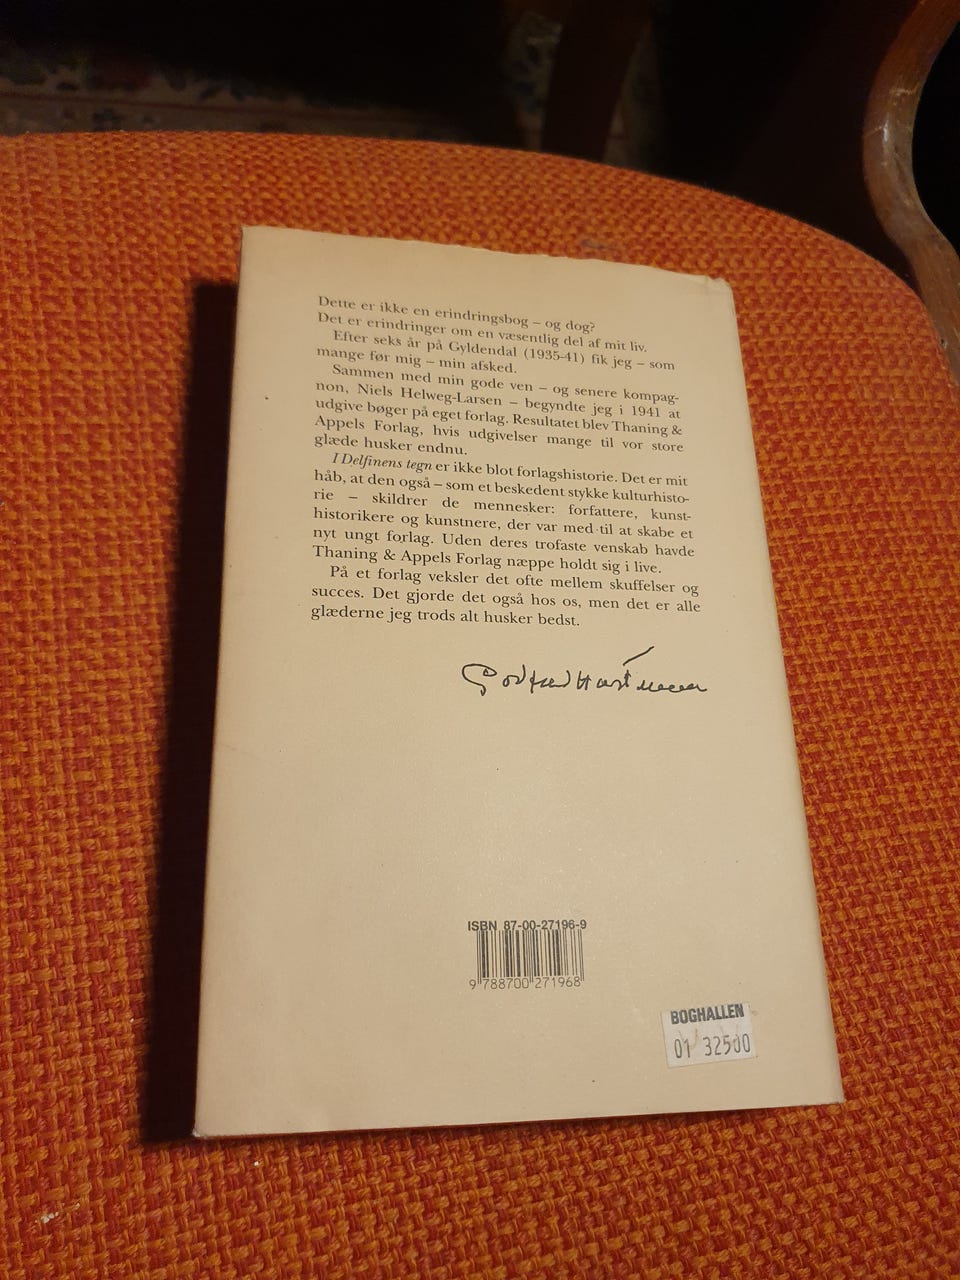 Dette er ikke en erindringsbog – og dog?
Det er erindringer om en væsentlig del af mit liv.
Efter seks år på Gyldendal (1935-41) fik jeg – som
mange før mig – min afsked.
Sammen med min gode ven – og senere kompag-
non, Niels Helweg-Larsen – begyndte jeg i 1941 at
udgive bøger på eget forlag. Resultatet blev Thaning &
Appels Forlag, hvis udgivelser mange til vor store
glæde husker endnu.
I Delfinens tegn er ikke blot forlagshistorie. Det er mit
håb, at den også – som et beskedent stykke kulturhisto-
rie – skildrer de mennesker: forfattere, kunst-
historikere og kunstnere, der var med til at skabe et
nyt ungt forlag. Uden deres trofaste venskab havde
Thaning & Appels Forlag næppe holdt sig i live.
På et forlag veksler det ofte mellem skuffelser og
succes. Det gjorde det også hos os, men det er alle
glæderne jeg trods alt husker bedst.
Godfred Hartmann
ISBN 87-00-27196-9
9 788700 271968
BOGHALLEN
01 32500